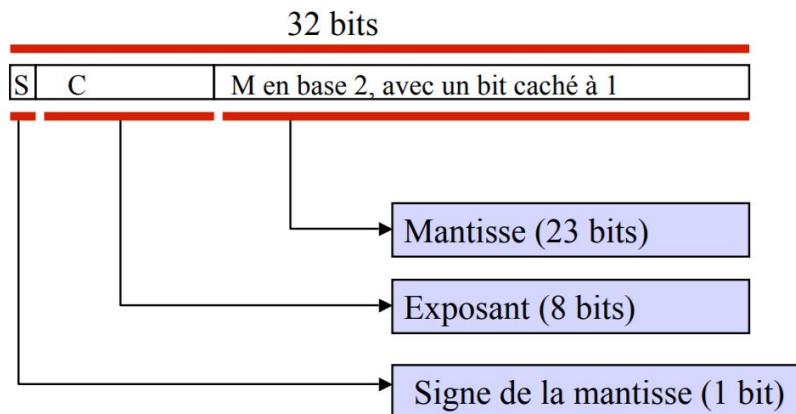 32 bits
S C M en base 2, avec un bit caché à 1
Mantisse (23 bits)
Exposant (8 bits)
Signe de la mantisse (1 bit)